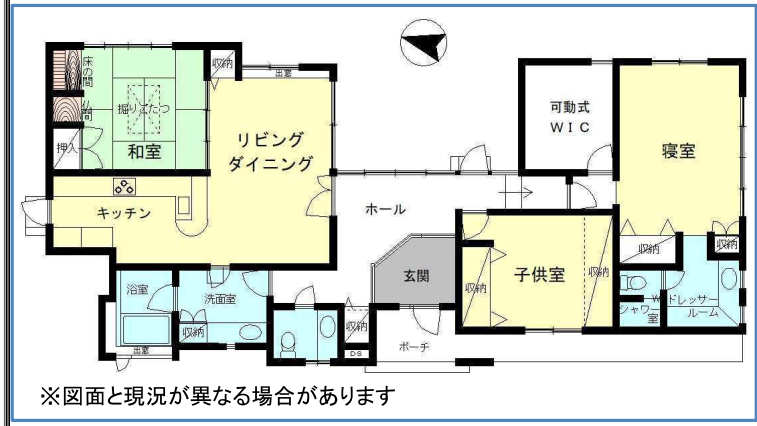 床の間
仏間
掘りごたつ
押入
和室
収納
出窓
リビング
ダイニング
キッチン
ホール
玄関
可動式
WIC
寝室
収納
収納
子供室
収納
収納
シャワー
室
W
ドレッサー
ルーム
浴室
出窓
洗面室
収納
収納
DS
ポーチ
※図面と現況が異なる場合があります